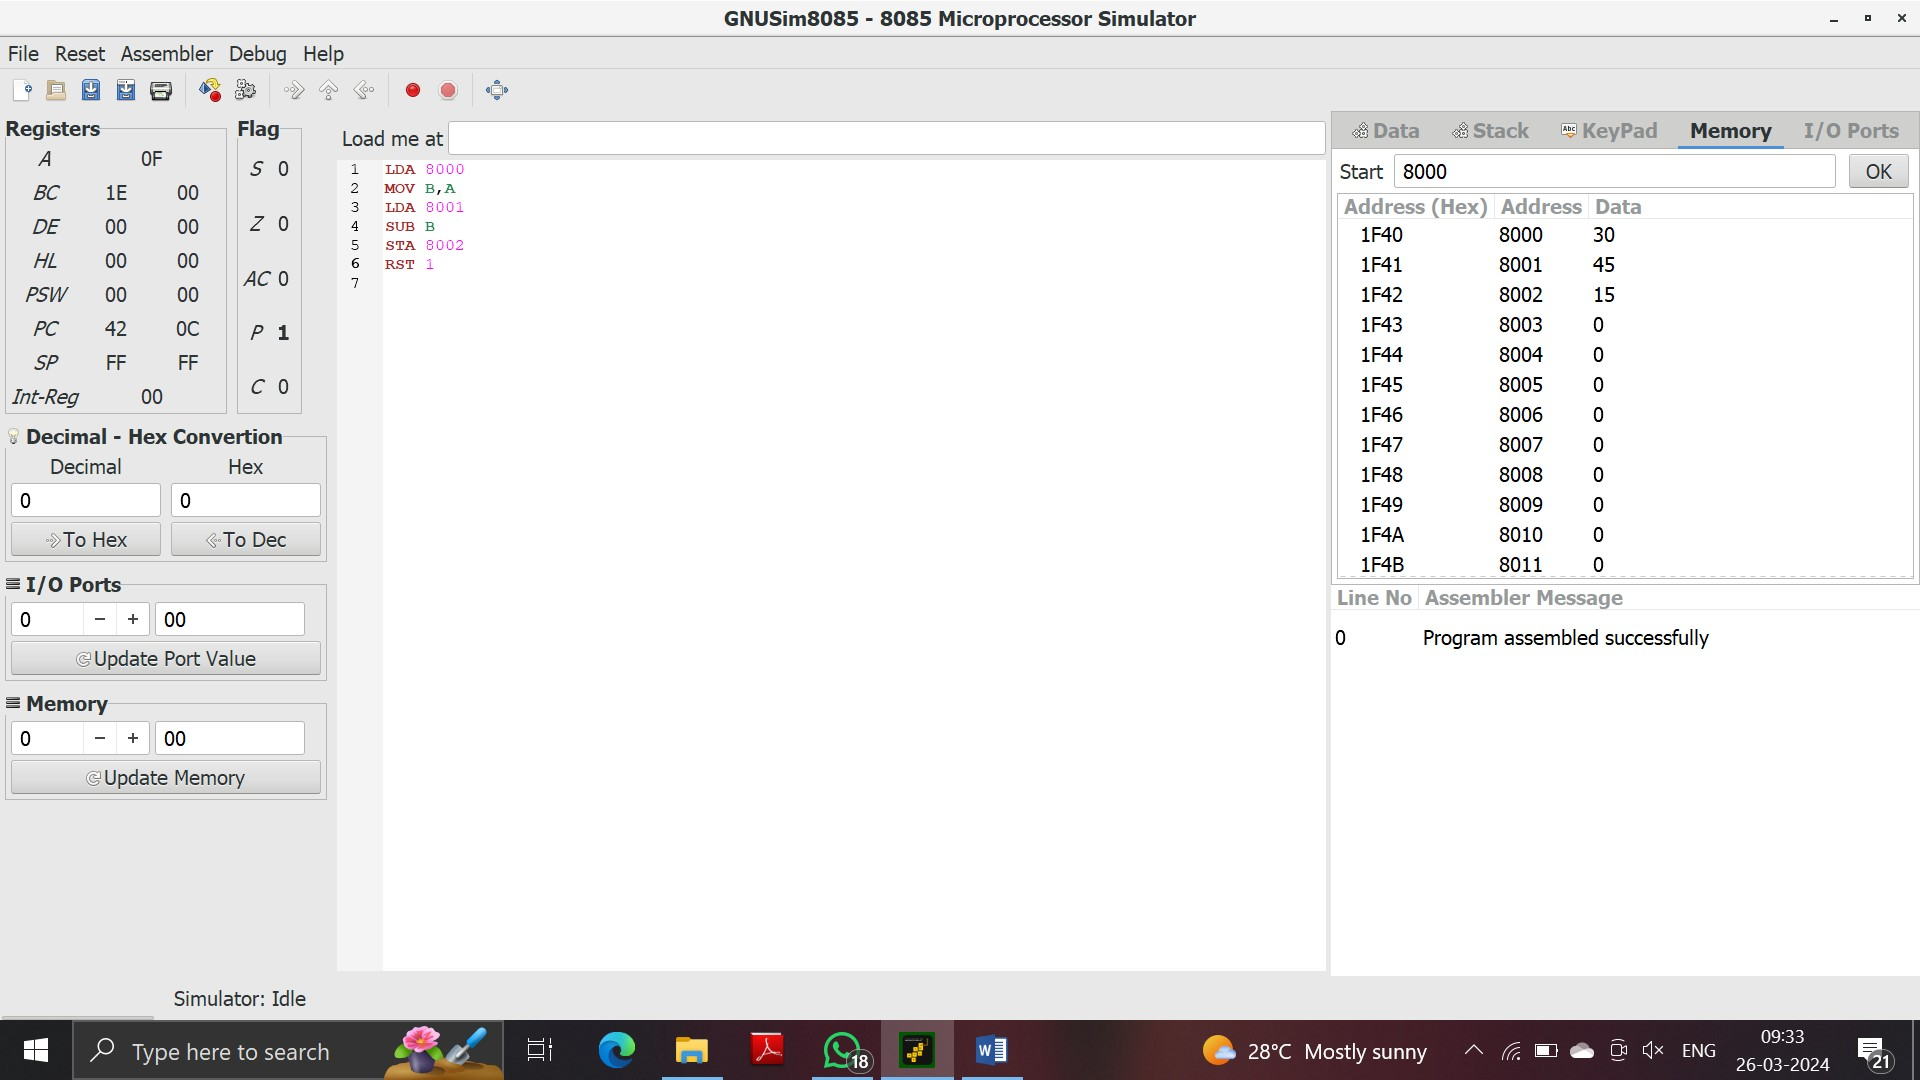 GNUSim8085 - 8085 Microprocessor Simulator
File Reset Assembler Debug Help
Registers
A 0F
BC 1E 00
DE 00 00
HL 00 00
PSW 00 00
PC 42 0C
SP FF FF
Int-Reg 00
Flag
S 0
Z 0
AC 0
P 1
C 0
Decimal - Hex Convertion
Decimal Hex
0 0
To Hex To Dec
I/O Ports
0 − + 00
Update Port Value
Memory
0 − + 00
Update Memory
Load me at
1 LDA 8000
2 MOV B,A
3 LDA 8001
4 SUB B
5 STA 8002
6 RST 1
7
Data Stack Abc KeyPad Memory I/O Ports
Start 8000 OK
Address (Hex) Address Data
1F40 8000 30
1F41 8001 45
1F42 8002 15
1F43 8003 0
1F44 8004 0
1F45 8005 0
1F46 8006 0
1F47 8007 0
1F48 8008 0
1F49 8009 0
1F4A 8010 0
1F4B 8011 0
Line No Assembler Message
0 Program assembled successfully
Simulator: Idle
Type here to search
18
W
28°C Mostly sunny
ENG
09:33
26-03-2024
21